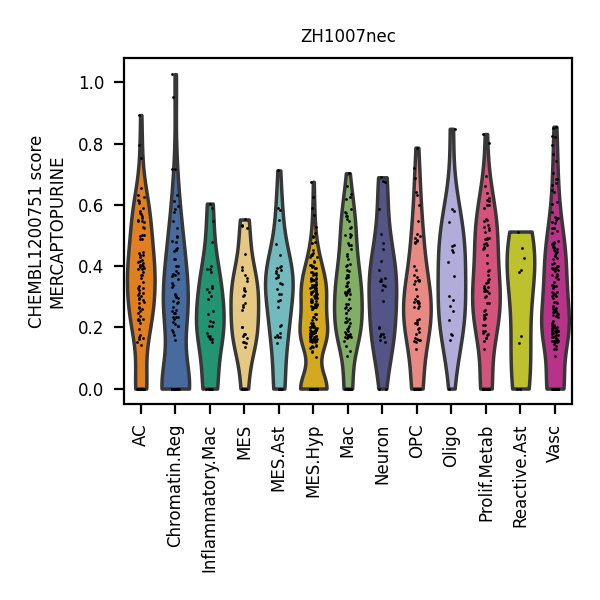 ZH1007nec
CHEMBL1200751 score
MERCAPTOPURINE
1.0
0.8
0.6
0.4
0.2
0.0
AC
Chromatin.Reg
Inflammatory.Mac
MES
MES.Ast
MES.Hyp
Mac
Neuron
OPC
Oligo
Prolif.Metab
Reactive.Ast
Vasc